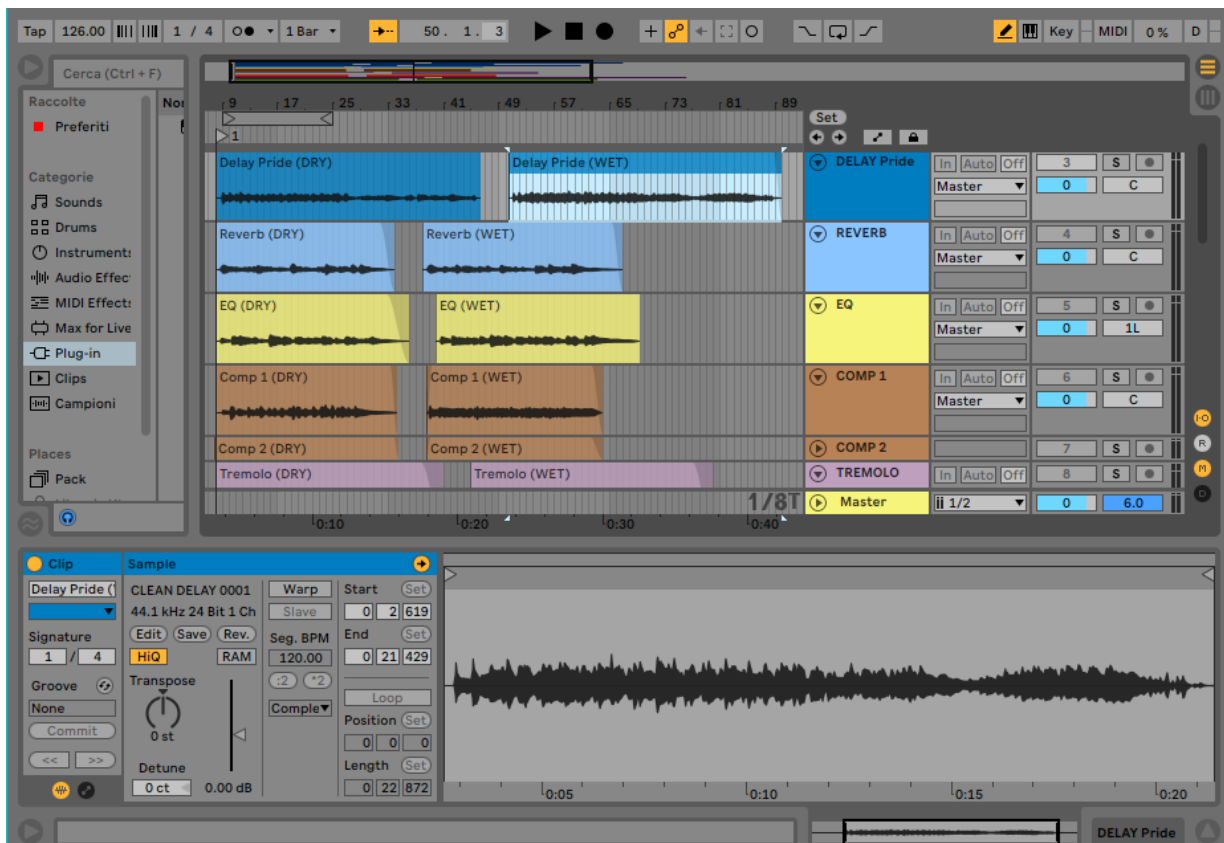 Tap 126.00 1 / 4 1 Bar 50. 1. 3 Key MIDI 0 % D
Cerca (Ctrl + F)
Raccolte
Preferiti
Categorie
Sounds
Drums
Instruments
Audio Effec
MIDI Effects
Max for Live
Plug-in
Clips
Campioni
Places
Pack
9 17 25 33 41 49 57 65 73 81 89
Set
1
Delay Pride (DRY) Delay Pride (WET) DELAY Pride In Auto Off 3 S
Master 0 C
Reverb (DRY) Reverb (WET) REVERB In Auto Off 4 S
Master 0 C
EQ (DRY) EQ (WET) EQ In Auto Off 5 S
Master 0 1L
Comp 1 (DRY) Comp 1 (WET) COMP 1 In Auto Off 6 S
Master 0 C
Comp 2 (DRY) Comp 2 (WET) COMP 2 7 S
Tremolo (DRY) Tremolo (WET) TREMOLO In Auto Off 8 S
1/8T Master 1/2 0 6.0
0:10 0:20 0:30 0:40
I·O
R
M
D
Clip Sample
Delay Pride ( CLEAN DELAY 0001 Warp Start Set
44.1 kHz 24 Bit 1 Ch Slave 0 2 619
Signature Edit Save Rev. Seg. BPM End Set
1 / 4 HiQ RAM 120.00 0 21 429
Groove Transpose :2 *2
None Comple Loop
Commit 0 st Position Set
0 0 0
<< >> Detune Length Set
0 ct 0.00 dB 0 22 872
0:05 0:10 0:15 0:20
DELAY Pride